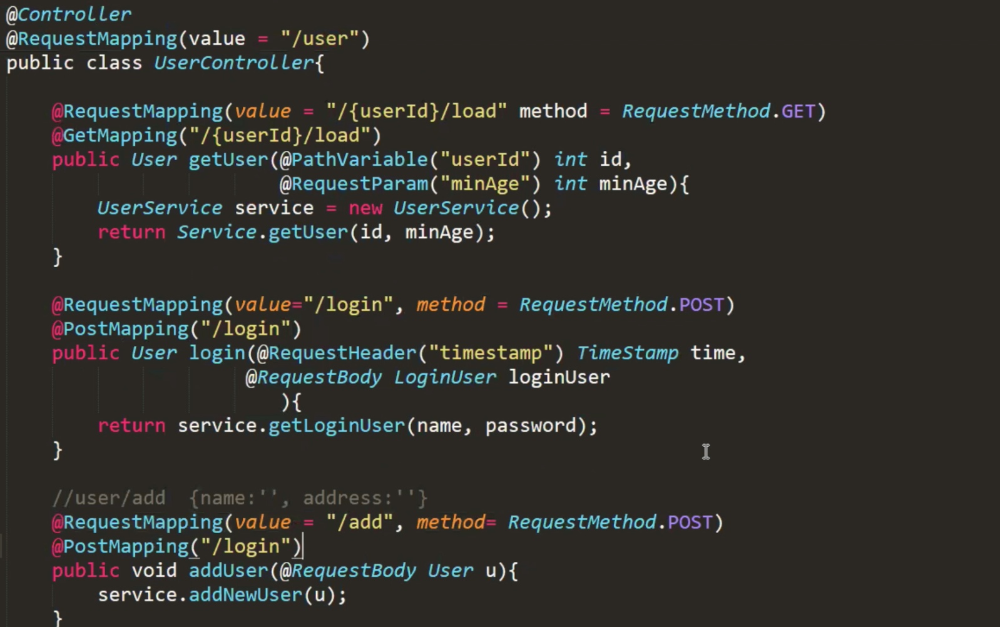 @Controller
@RequestMapping(value = "/user")
public class UserController{
@RequestMapping(value = "/{userId}/load" method = RequestMethod.GET)
@GetMapping("/{userId}/load")
public User getUser(@PathVariable("userId") int id,
@RequestParam("minAge") int minAge){
UserService service = new UserService();
return Service.getUser(id, minAge);
}
@RequestMapping(value="/login", method = RequestMethod.POST)
@PostMapping("/login")
public User login(@RequestHeader("timestamp") TimeStamp time,
@RequestBody LoginUser loginUser
){
return service.getLoginUser(name, password);
}
//user/add  {name:'', address:''}
@RequestMapping(value = "/add", method= RequestMethod.POST)
@PostMapping("/login")
public void addUser(@RequestBody User u){
service.addNewUser(u);
}